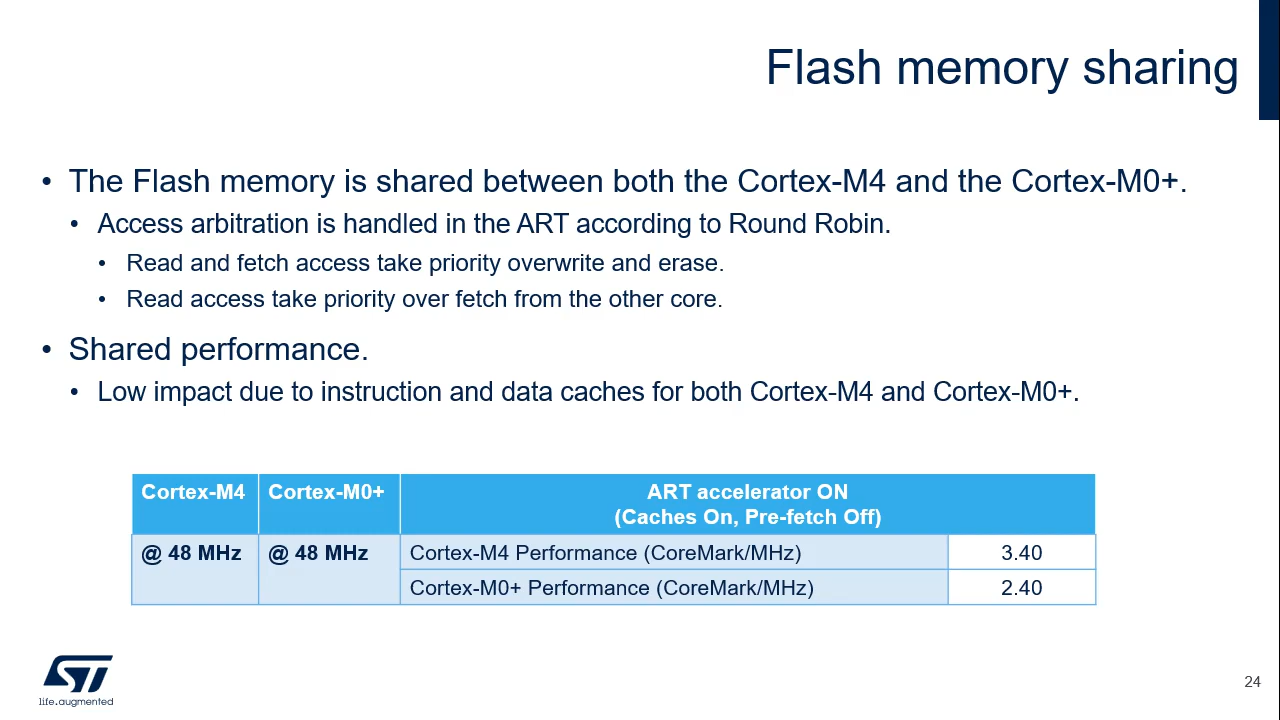 Flash memory sharing
• The Flash memory is shared between both the Cortex-M4 and the Cortex-M0+.
• Access arbitration is handled in the ART according to Round Robin.
• Read and fetch access take priority overwrite and erase.
• Read access take priority over fetch from the other core.
• Shared performance.
• Low impact due to instruction and data caches for both Cortex-M4 and Cortex-M0+.
Cortex-M4 Cortex-M0+ ART accelerator ON
(Caches On, Pre-fetch Off)
@ 48 MHz @ 48 MHz Cortex-M4 Performance (CoreMark/MHz) 3.40
Cortex-M0+ Performance (CoreMark/MHz) 2.40
ST
life.augmented
24